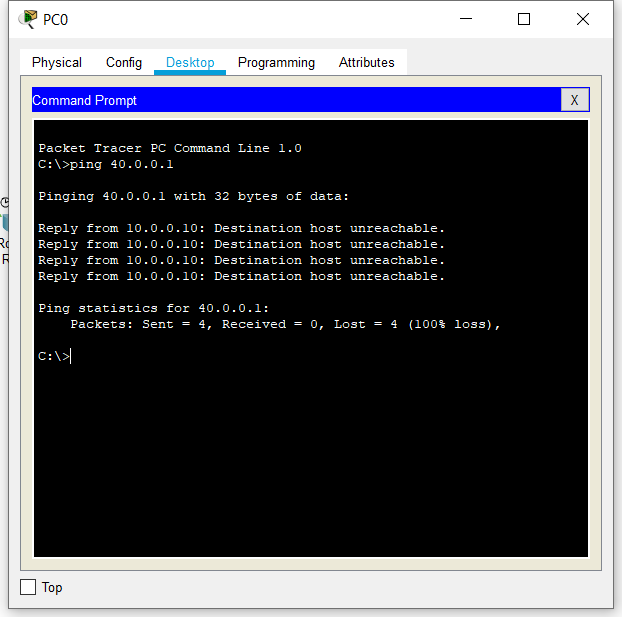 PC0
Physical Config Desktop Programming Attributes
Command Prompt
X
Packet Tracer PC Command Line 1.0
C:\>ping 40.0.0.1
Pinging 40.0.0.1 with 32 bytes of data:
Reply from 10.0.0.10: Destination host unreachable.
Reply from 10.0.0.10: Destination host unreachable.
Reply from 10.0.0.10: Destination host unreachable.
Reply from 10.0.0.10: Destination host unreachable.
Ping statistics for 40.0.0.1:
Packets: Sent = 4, Received = 0, Lost = 4 (100% loss),
C:\>
Top